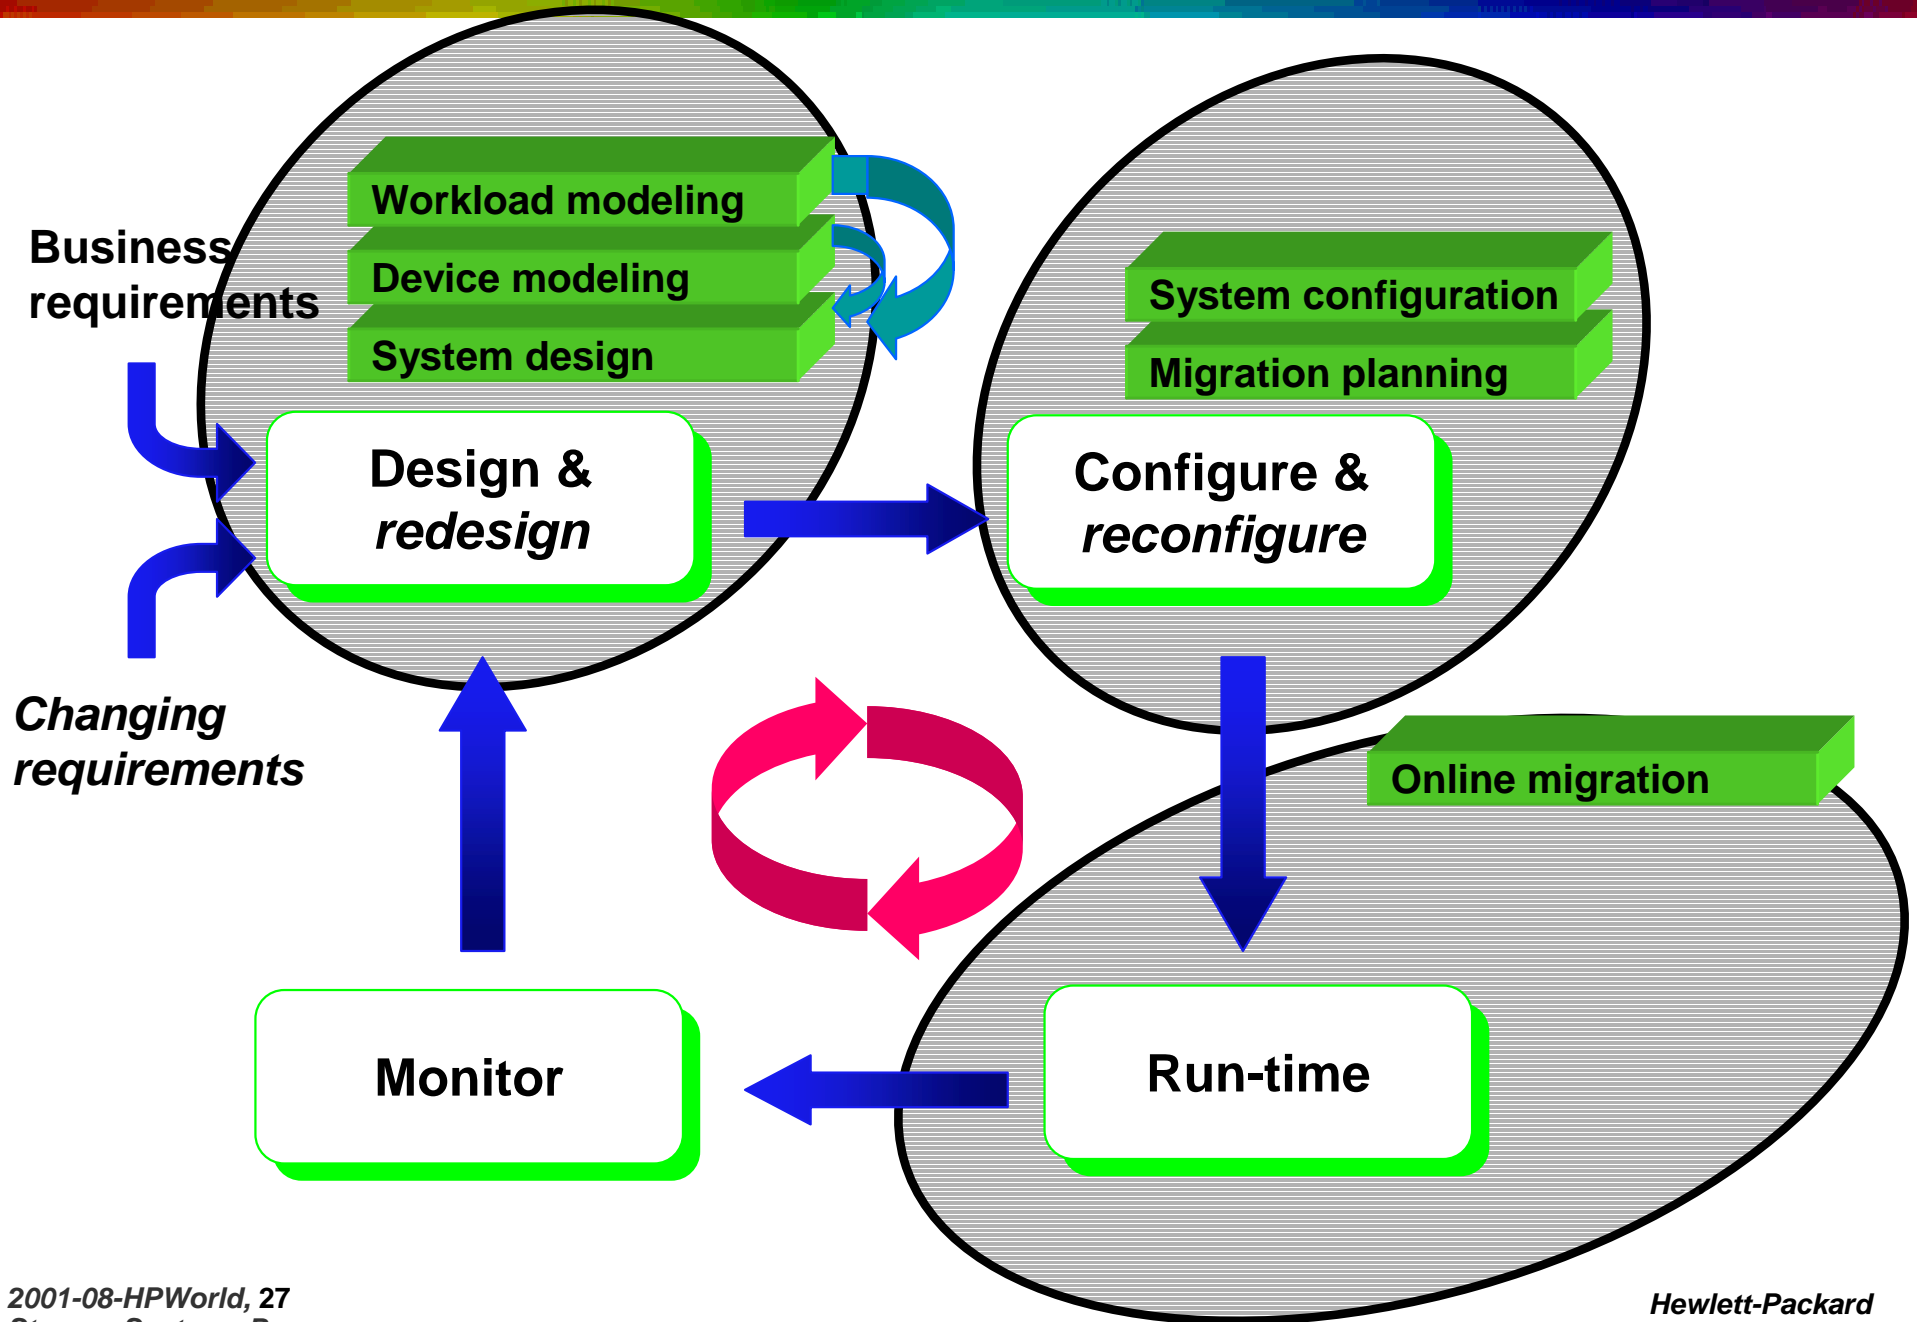 Workload modeling
Device modeling
System design
Business
requirements
Design &
redesign
Changing
requirements
System configuration
Migration planning
Configure &
reconfigure
Online migration
Monitor
Run-time
2001-08-HPWorld, 27
Hewlett-Packard